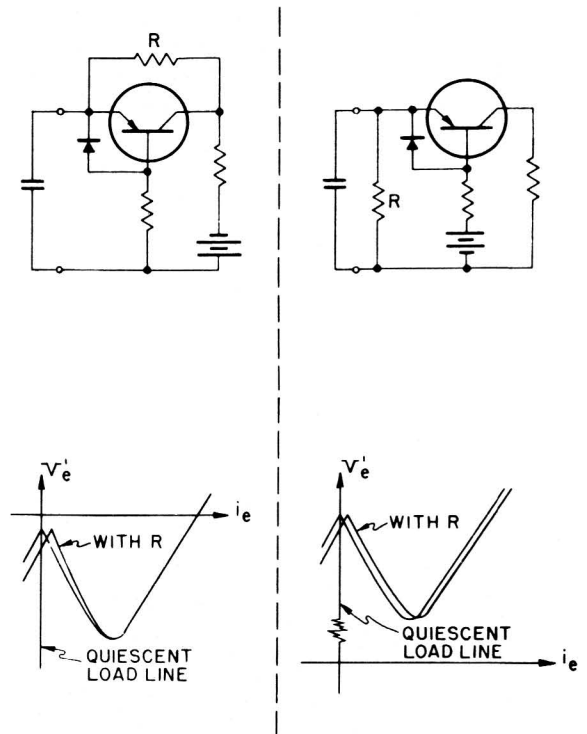 R
R
V'e
ie
WITH R
QUIESCENT
LOAD LINE
V'e
WITH R
QUIESCENT
LOAD LINE
ie